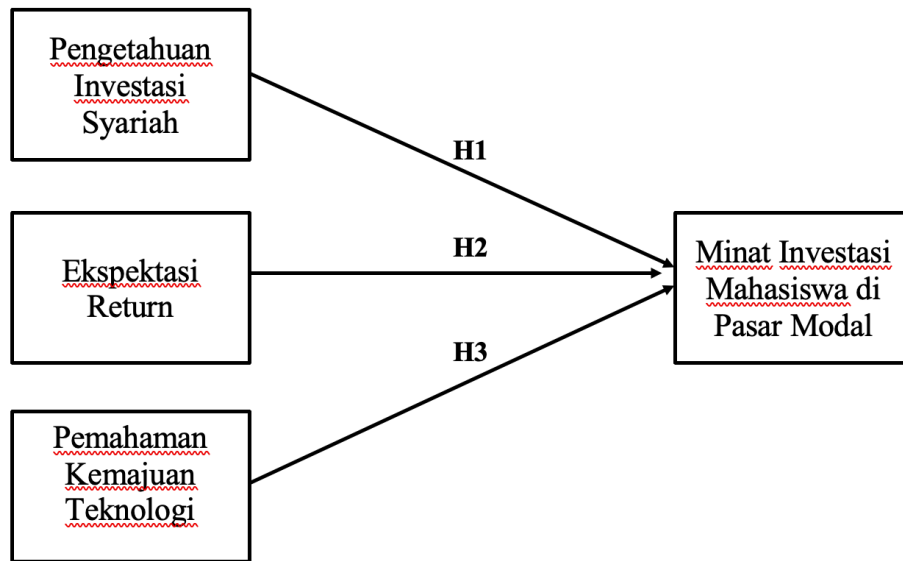 Pengetahuan
Investasi
Syariah
H1
Ekspektasi
Return
H2
Minat Investasi
Mahasiswa di
Pasar Modal
H3
Pemahaman
Kemajuan
Teknologi